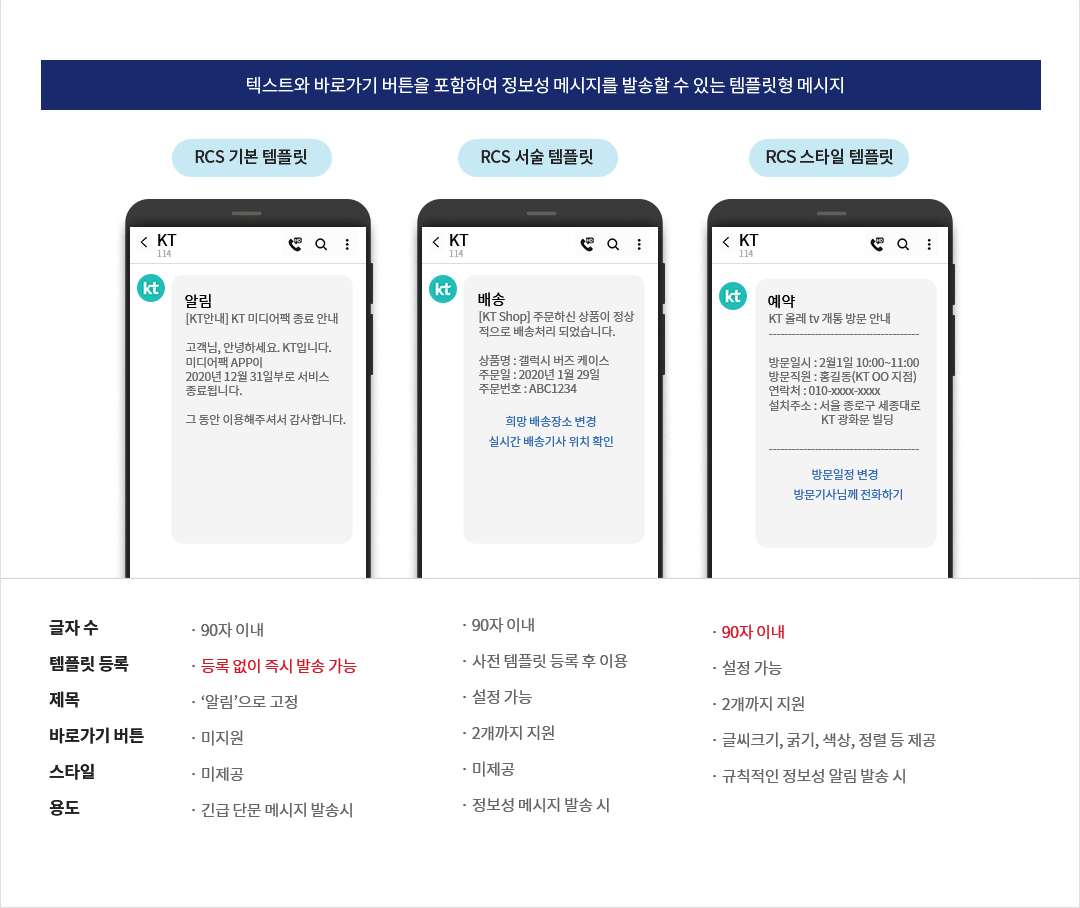 텍스트와 바로가기 버튼을 포함하여 정보성 메시지를 발송할 수 있는 템플릿형 메시지
RCS 기본 템플릿
KT
114
kt
알림
[KT안내] KT 미디어팩 종료 안내
고객님, 안녕하세요. KT입니다.
미디어팩 APP이
2020년 12월 31일부로 서비스
종료됩니다.
그 동안 이용해주셔서 감사합니다.
RCS 서술 템플릿
KT
114
kt
배송
[KT Shop] 주문하신 상품이 정상
적으로 배송처리 되었습니다.
상품명 : 갤럭시 버즈 케이스
주문일 : 2020년 1월 29일
주문번호 : ABC1234
희망 배송장소 변경
실시간 배송기사 위치 확인
RCS 스타일 템플릿
KT
114
kt
예약
KT 올레 tv 개통 방문 안내
----------------------------------------
방문일시 : 2월1일 10:00~11:00
방문직원 : 홍길동(KT OO 지점)
연락처 : 010-xxxx-xxxx
설치주소 : 서울 종로구 세종대로
KT 광화문 빌딩
----------------------------------------
방문일정 변경
방문기사님께 전화하기
글자 수
템플릿 등록
제목
바로가기 버튼
스타일
용도
· 90자 이내
· 등록 없이 즉시 발송 가능
· ‘알림’으로 고정
· 미지원
· 미제공
· 긴급 단문 메시지 발송시
· 90자 이내
· 사전 템플릿 등록 후 이용
· 설정 가능
· 2개까지 지원
· 미제공
· 정보성 메시지 발송 시
· 90자 이내
· 설정 가능
· 2개까지 지원
· 글씨크기, 굵기, 색상, 정렬 등 제공
· 규칙적인 정보성 알림 발송 시